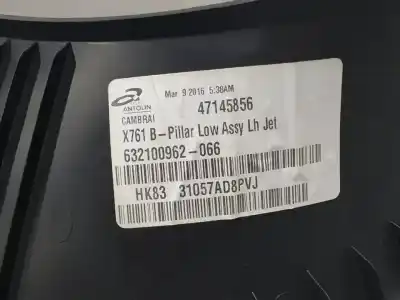 Mar 9 2016 5:38AM
ANTOLIN
CAMBRAI
47145856
X761 B-Pillar Low Assy Lh Jet
632100962-066
HK83 31057AD8PVJ